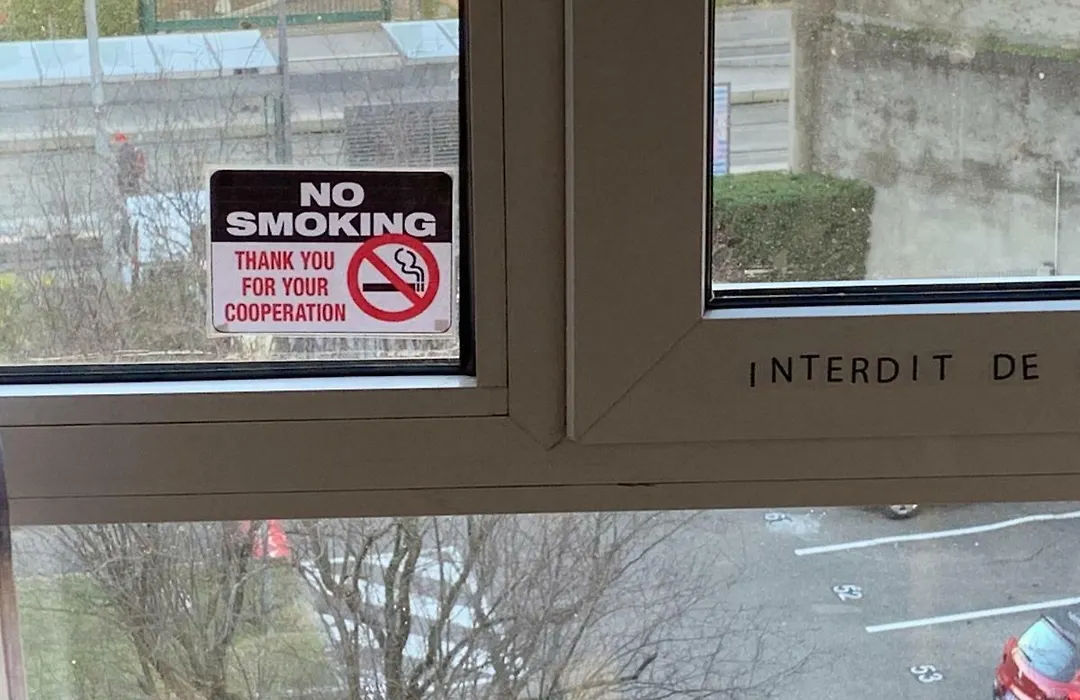 NO
SMOKING
THANK YOU
FOR YOUR
COOPERATION
INTERDIT DE
52
53